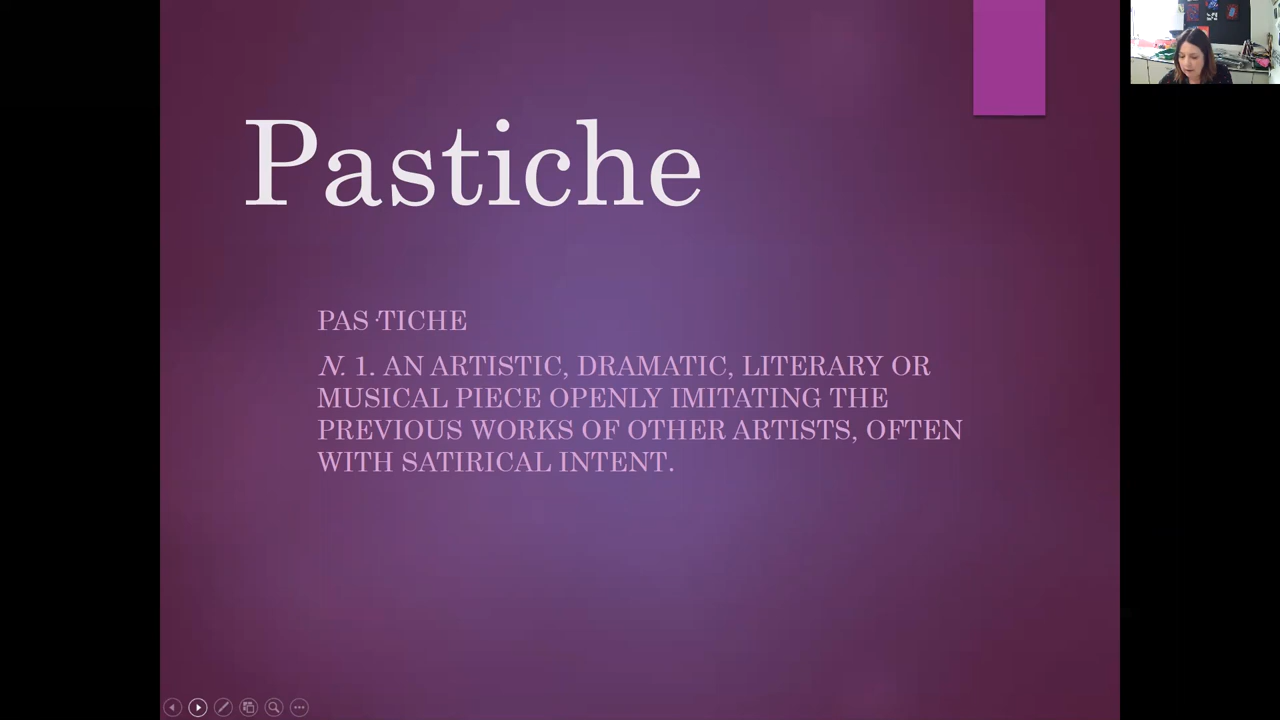 Pastiche
PAS·TICHE
N. 1. AN ARTISTIC, DRAMATIC, LITERARY OR
MUSICAL PIECE OPENLY IMITATING THE
PREVIOUS WORKS OF OTHER ARTISTS, OFTEN
WITH SATIRICAL INTENT.